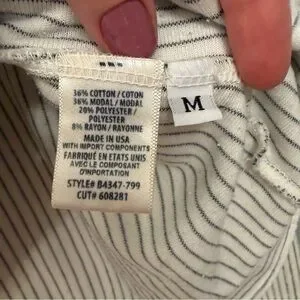 36% COTTON / COTON
36% MODAL / MODAL
20% POLYESTER /
POLYESTER
8% RAYON / RAYONNE
MADE IN USA
WITH IMPORT COMPONENTS
FABRIQUÉ EN ETATS UNIS
AVEC LE COMPOSANT
D'INPORTATION
STYLE# B4347-799
CUT# 608281
M